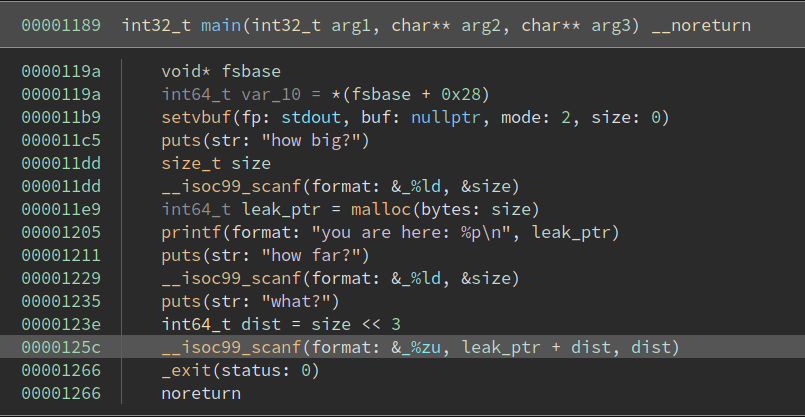 00001189 int32_t main(int32_t arg1, char** arg2, char** arg3) __noreturn
0000119a void* fsbase
0000119a int64_t var_10 = *(fsbase + 0x28)
000011b9 setvbuf(fp: stdout, buf: nullptr, mode: 2, size: 0)
000011c5 puts(str: "how big?")
000011dd size_t size
000011dd __isoc99_scanf(format: &_%ld, &size)
000011e9 int64_t leak_ptr = malloc(bytes: size)
00001205 printf(format: "you are here: %p\n", leak_ptr)
00001211 puts(str: "how far?")
00001229 __isoc99_scanf(format: &_%ld, &size)
00001235 puts(str: "what?")
0000123e int64_t dist = size << 3
0000125c __isoc99_scanf(format: &_%zu, leak_ptr + dist, dist)
00001266 _exit(status: 0)
00001266 noreturn